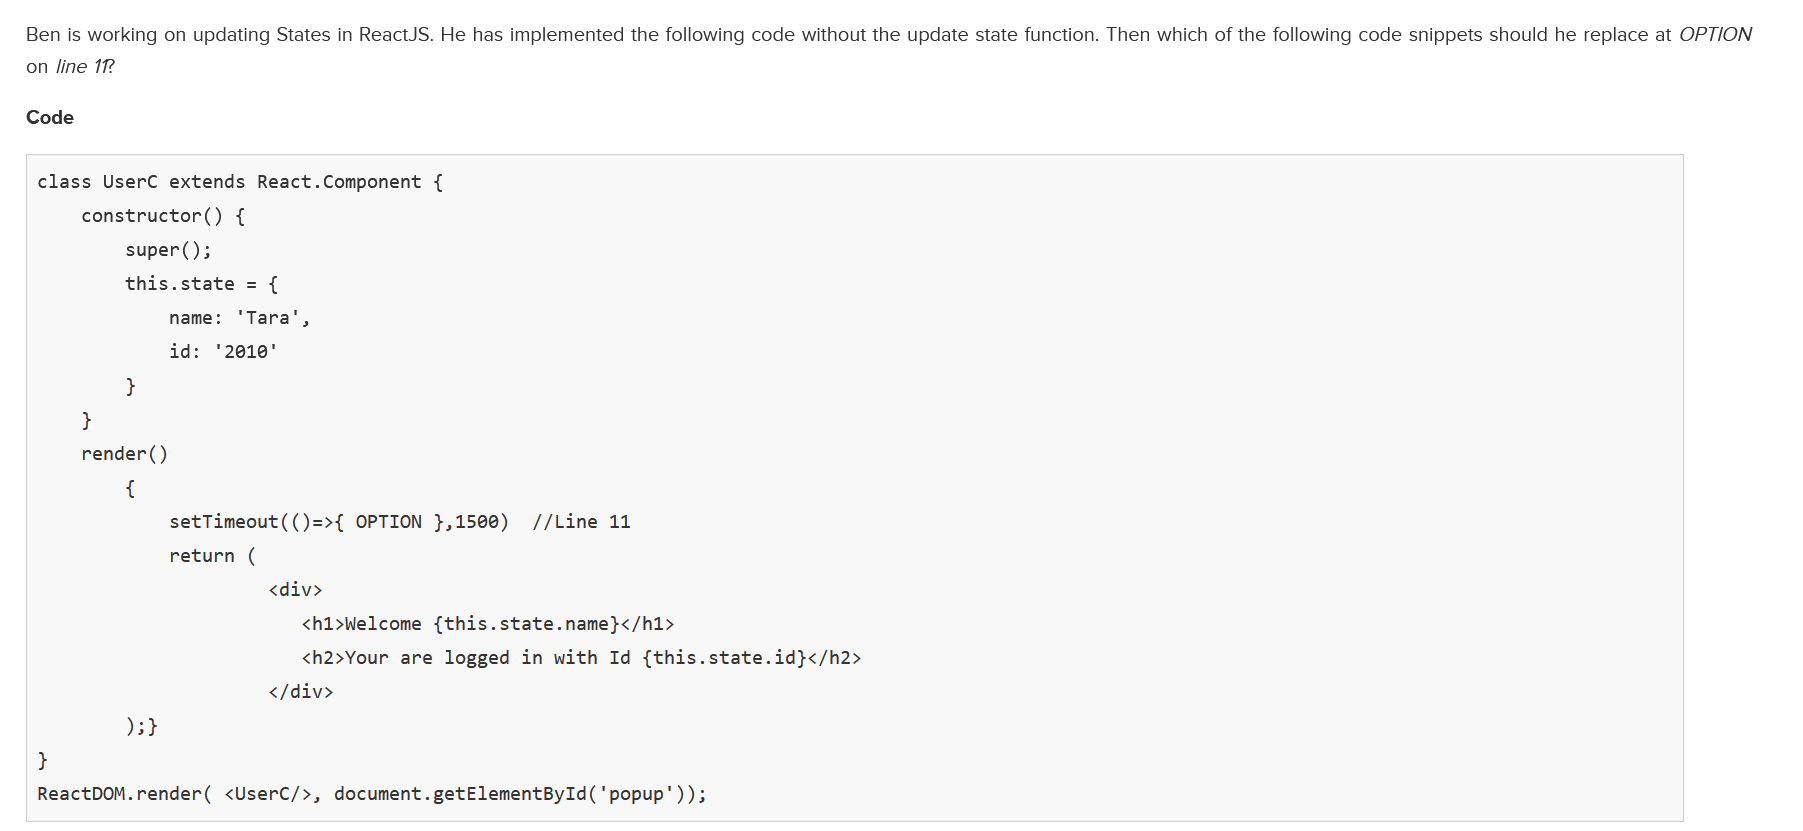 Ben is working on updating States in ReactJS. He has implemented the following code without the update state function. Then which of the following code snippets should he replace at OPTION
on line 11?
Code
class UserC extends React.Component {
    constructor() {
        super();
        this.state = {
            name: 'Tara',
            id: '2010'
        }
    }
    render()
        {
            setTimeout(()=>{ OPTION },1500)  //Line 11
            return (
                     <div>
                        <h1>Welcome {this.state.name}</h1>
                        <h2>Your are logged in with Id {this.state.id}</h2>
                     </div>
        );}
}
ReactDOM.render( <UserC/>, document.getElementById('popup'));